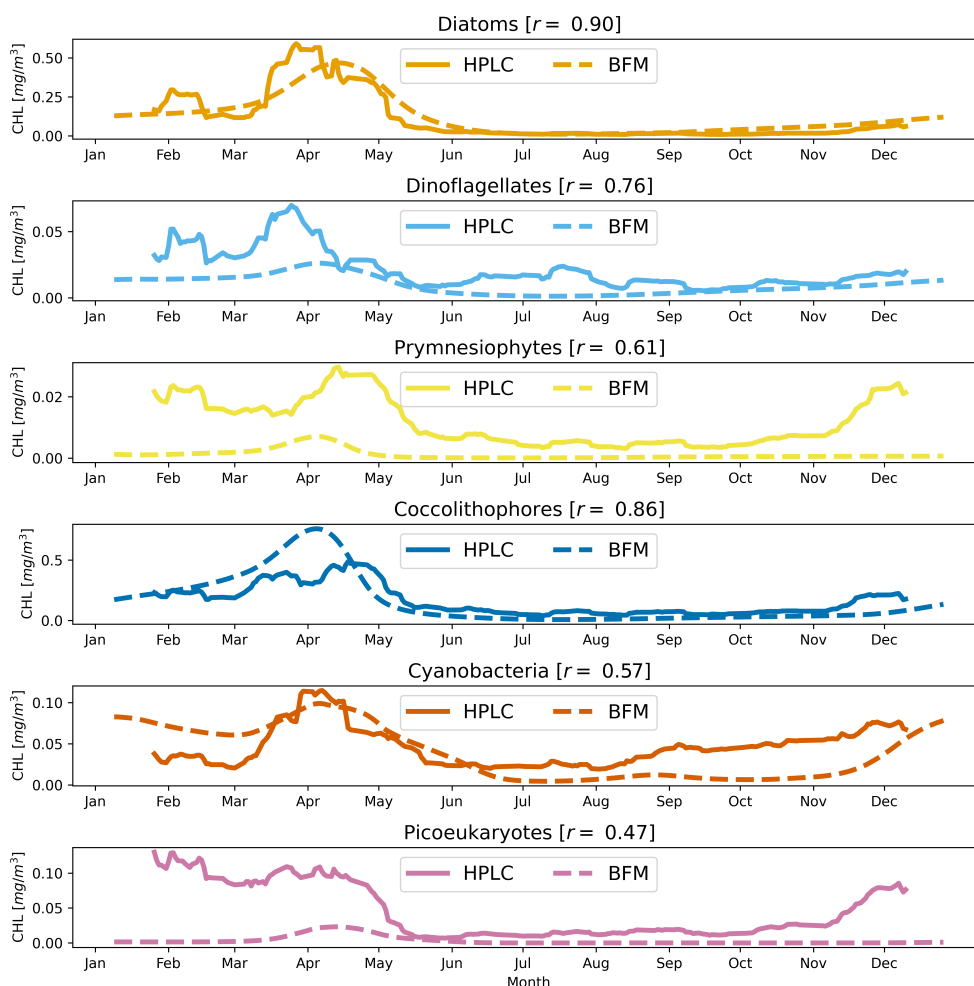 Diatoms [r = 0.90]
CHL [mg/m³]
0.50
0.25
0.00
HPLC BFM
Jan Feb Mar Apr May Jun Jul Aug Sep Oct Nov Dec
Dinoflagellates [r = 0.76]
CHL [mg/m³]
0.05
0.00
HPLC BFM
Jan Feb Mar Apr May Jun Jul Aug Sep Oct Nov Dec
Prymnesiophytes [r = 0.61]
CHL [mg/m³]
0.02
0.00
HPLC BFM
Jan Feb Mar Apr May Jun Jul Aug Sep Oct Nov Dec
Coccolithophores [r = 0.86]
CHL [mg/m³]
0.5
0.0
HPLC BFM
Jan Feb Mar Apr May Jun Jul Aug Sep Oct Nov Dec
Cyanobacteria [r = 0.57]
CHL [mg/m³]
0.10
0.05
0.00
HPLC BFM
Jan Feb Mar Apr May Jun Jul Aug Sep Oct Nov Dec
Picoeukaryotes [r = 0.47]
CHL [mg/m³]
0.10
0.05
0.00
HPLC BFM
Jan Feb Mar Apr May Jun Jul Aug Sep Oct Nov Dec
Month